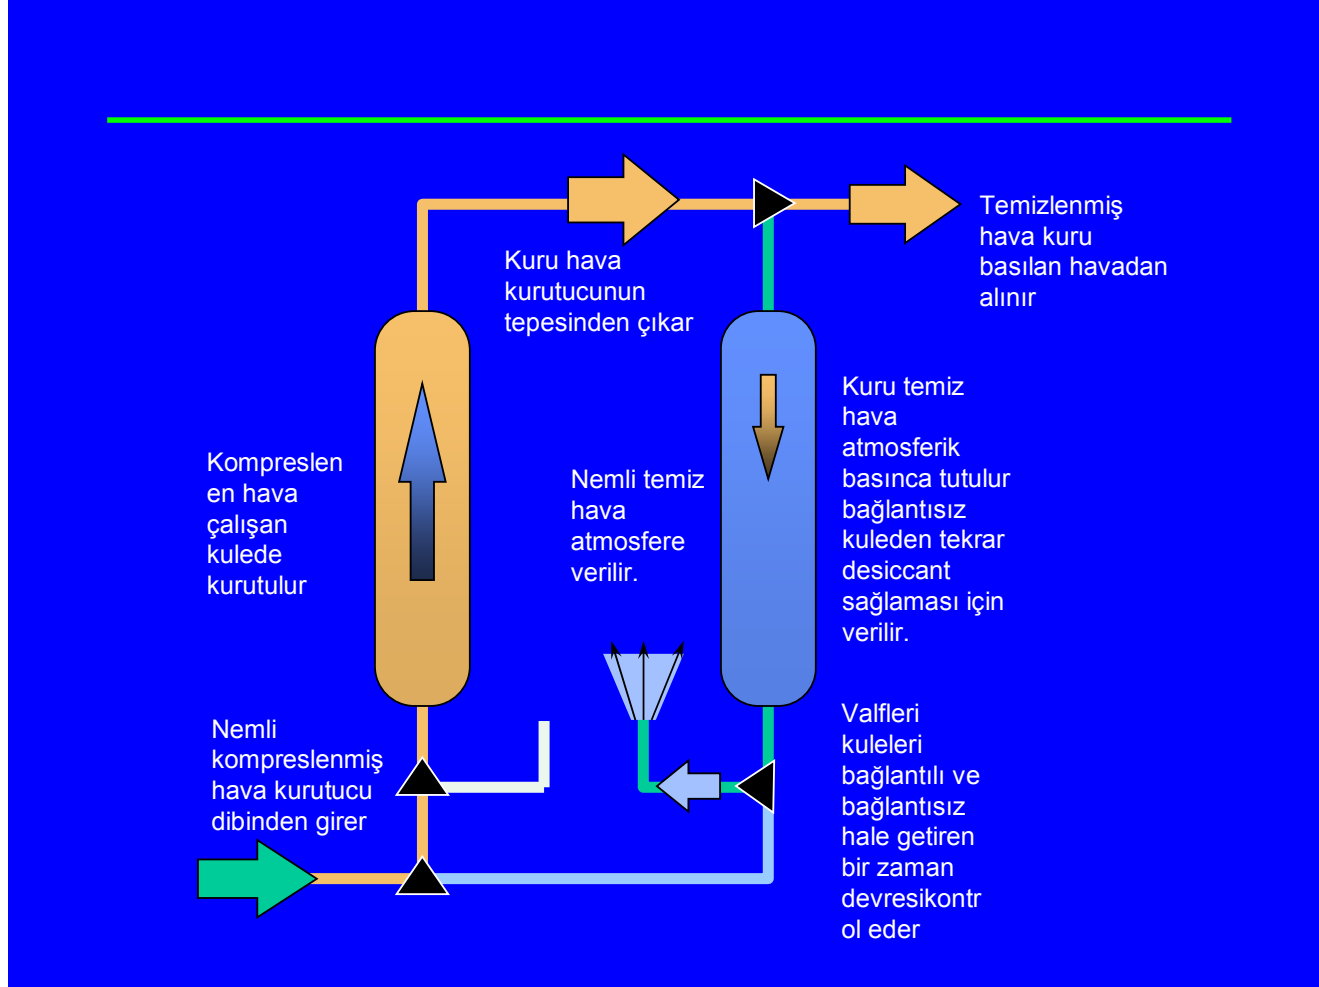 Temizlenmiş
hava kuru
basılan havadan
alınır
Kuru hava
kurutucunun
tepesinden çıkar
Kuru temiz
hava
atmosferik
basınca tutulur
bağlantısız
kuleden tekrar
desiccant
sağlaması için
verilir.
Kompreslen
en hava
çalışan
kulede
kurutulur
Nemli temiz
hava
atmosfere
verilir.
Nemli
kompreslenmiş
hava kurutucu
dibinden girer
Valfleri
kuleleri
bağlantılı ve
bağlantısız
hale getiren
bir zaman
devresikontr
ol eder